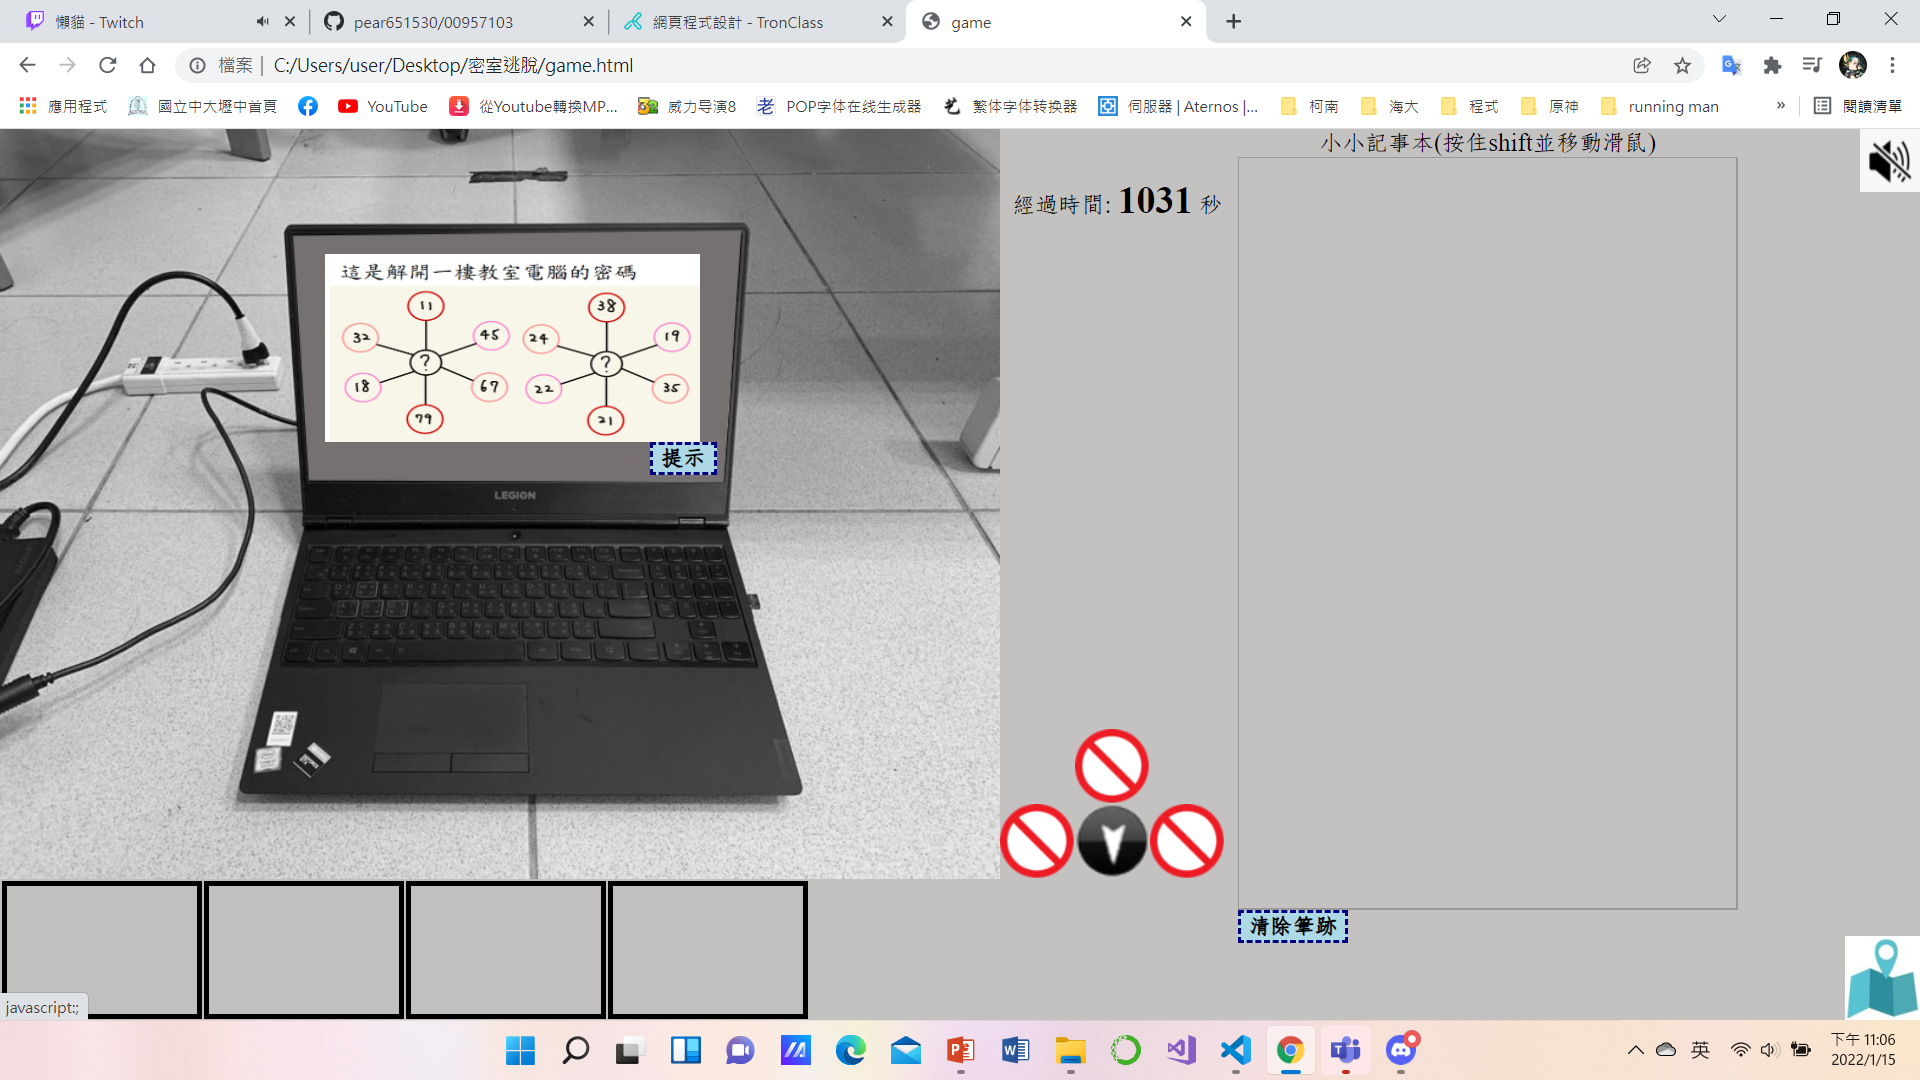 懶貓 - Twitch
pear651530/00957103
網頁程式設計 - TronClass
game
檔案 | C:/Users/user/Desktop/密室逃脫/game.html
應用程式
國立中大壢中首頁
YouTube
從Youtube轉換MP...
威力导演8
POP字体在线生成器
繁体字体转换器
伺服器 | Aternos |...
柯南
海大
程式
原神
running man
»
閱讀清單
小小記事本(按住shift並移動滑鼠)
經過時間: 1031 秒
這是解開一樓教室電腦的密碼
11
32
45
?
18
67
79
38
24
19
?
22
35
21
提示
LEGION
清除筆跡
javascript:;
英
下午 11:06
2022/1/15